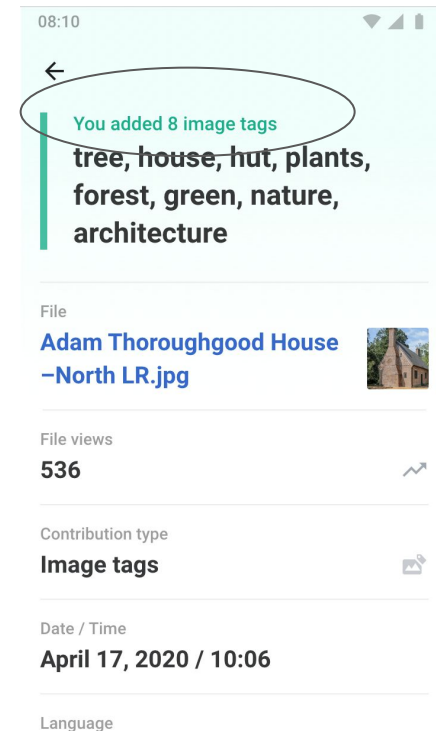 08:10
You added 8 image tags
tree, house, hut, plants,
forest, green, nature,
architecture
File
Adam Thoroughgood House
–North LR.jpg
File views
536
Contribution type
Image tags
Date / Time
April 17, 2020 / 10:06
Language